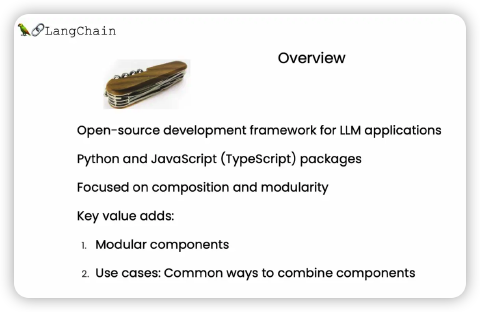 🦜🔗LangChain
Overview
Open-source development framework for LLM applications
Python and JavaScript (TypeScript) packages
Focused on composition and modularity
Key value adds:
1. Modular components
2. Use cases: Common ways to combine components